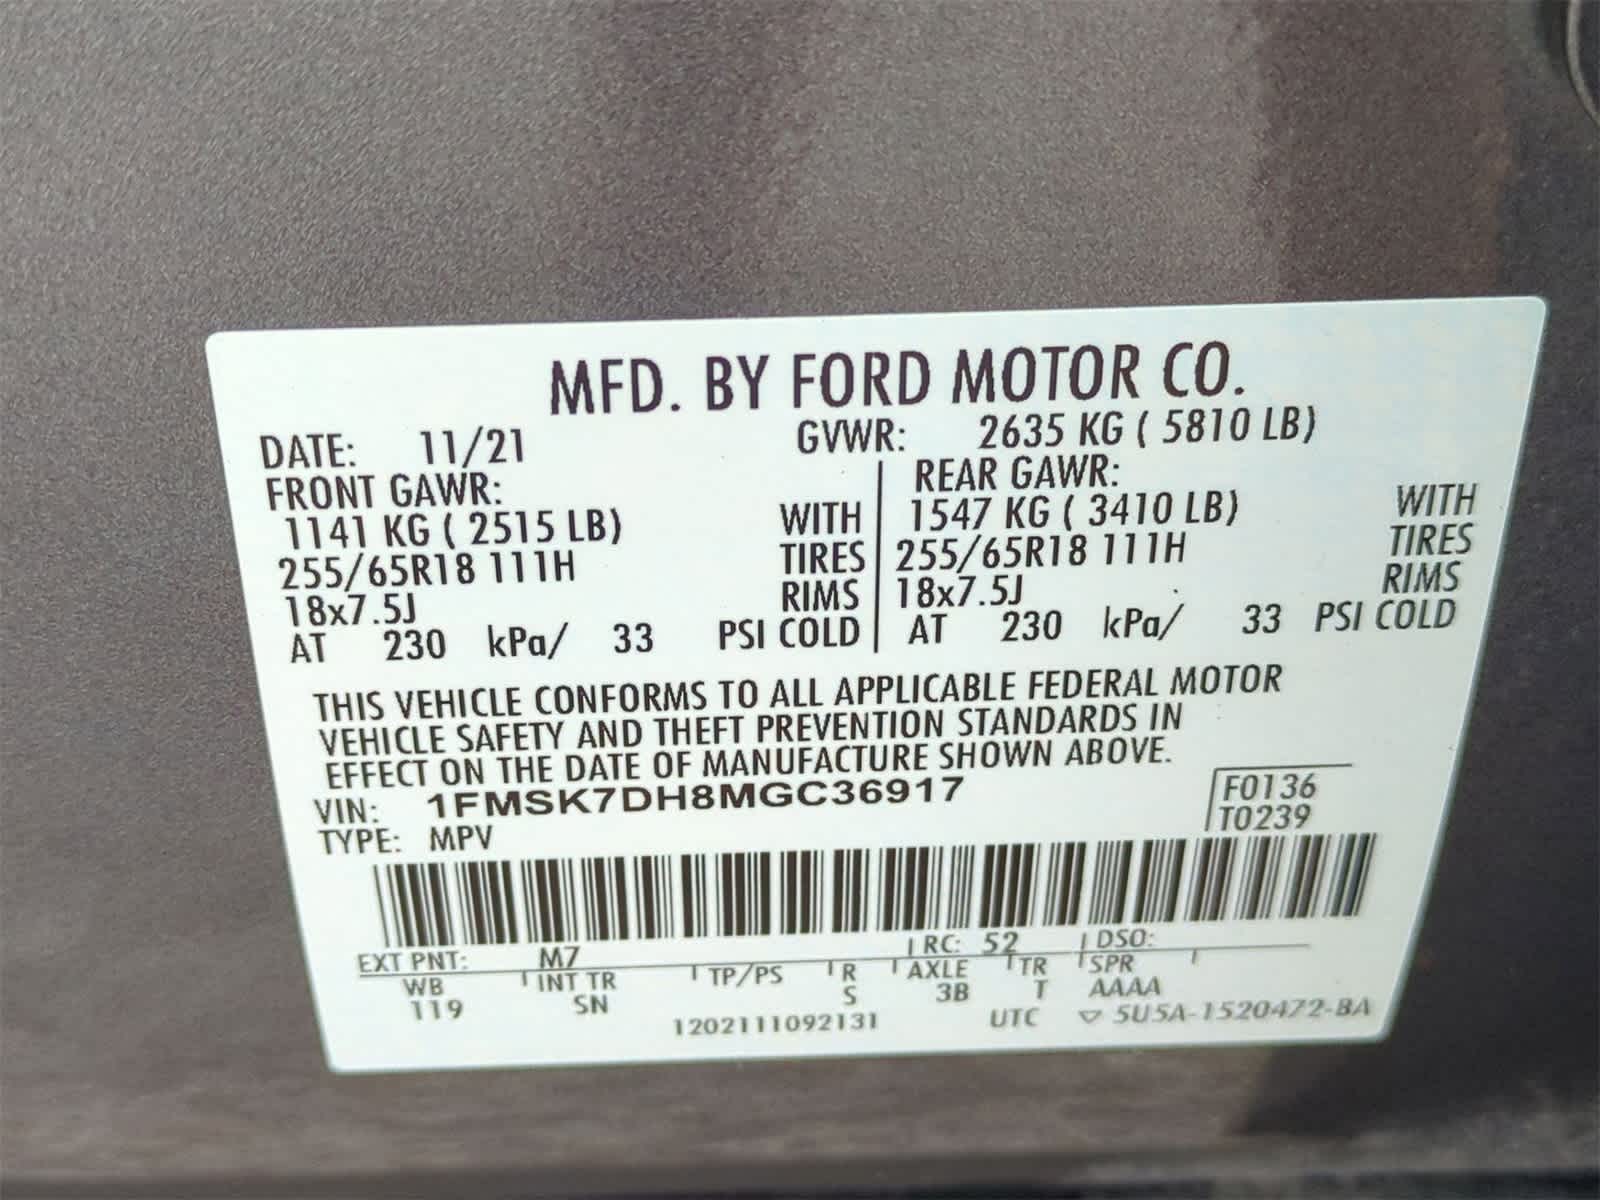 MFD. BY FORD MOTOR CO.
DATE: 11/21 GVWR: 2635 KG ( 5810 LB)
FRONT GAWR: REAR GAWR:
1141 KG ( 2515 LB) WITH 1547 KG ( 3410 LB) WITH
255/65R18 111H TIRES 255/65R18 111H TIRES
18x7.5J RIMS 18x7.5J RIMS
AT 230 kPa/ 33 PSI COLD AT 230 kPa/ 33 PSI COLD
THIS VEHICLE CONFORMS TO ALL APPLICABLE FEDERAL MOTOR
VEHICLE SAFETY AND THEFT PREVENTION STANDARDS IN
EFFECT ON THE DATE OF MANUFACTURE SHOWN ABOVE.
VIN: 1FMSK7DH8MGC36917 F0136
TYPE: MPV T0239
EXT PNT: M7 RC: 52 DSO:
WB INT TR TP/PS R AXLE TR SPR
119 SN S 3B T AAAA
1202111092131 UTC ▽ 5U5A-1520472-BA